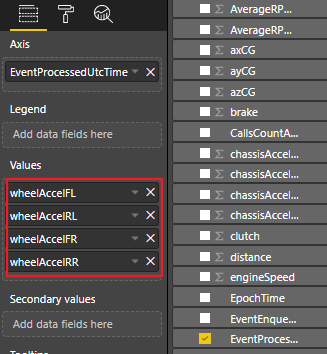 Axis
EventProcessedUtcTime
Legend
Add data fields here
Values
wheelAccelFL
wheelAccelRL
wheelAccelFR
wheelAccelRR
Secondary values
Add data fields here
Tooltips
AverageRP...
AverageRP...
axCG
ayCG
azCG
brake
CallsCountA...
chassisAccel...
chassisAccel...
chassisAccel...
chassisAccel...
clutch
distance
engineSpeed
EpochTime
EventEnque...
EventProces...